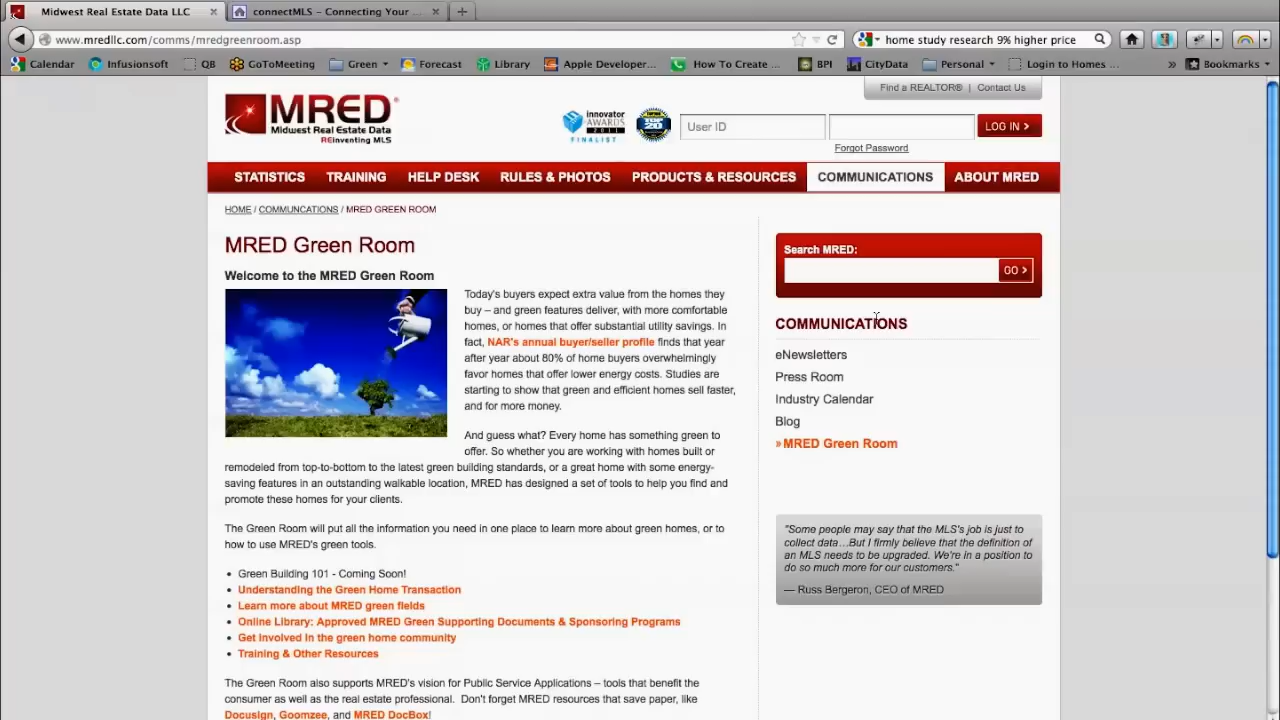 Midwest Real Estate Data LLC
connectMLS – Connecting Your ...
www.mredllc.com/comms/mredgreenroom.asp
home study research 9% higher price
Calendar
Infusionsoft
QB
GoToMeeting
Green
Forecast
Library
Apple Developer...
How To Create ...
BPI
CityData
Personal
Login to Homes ...
»
Bookmarks
Find a REALTOR® | Contact Us
MRED®
Midwest Real Estate Data
REinventing MLS
innovator
AWARDS
2011
FINALIST
TOP
20
User ID
LOG IN >
Forgot Password
STATISTICS
TRAINING
HELP DESK
RULES & PHOTOS
PRODUCTS & RESOURCES
COMMUNICATIONS
ABOUT MRED
HOME / COMMUNCATIONS / MRED GREEN ROOM
MRED Green Room
Welcome to the MRED Green Room
Today's buyers expect extra value from the homes they
buy – and green features deliver, with more comfortable
homes, or homes that offer substantial utility savings. In
fact, NAR's annual buyer/seller profile finds that year
after year about 80% of home buyers overwhelmingly
favor homes that offer lower energy costs. Studies are
starting to show that green and efficient homes sell faster,
and for more money.
And guess what? Every home has something green to
offer. So whether you are working with homes built or
remodeled from top-to-bottom to the latest green building standards, or a great home with some energy-
saving features in an outstanding walkable location, MRED has designed a set of tools to help you find and
promote these homes for your clients.
The Green Room will put all the information you need in one place to learn more about green homes, or to
how to use MRED's green tools.
• Green Building 101 - Coming Soon!
• Understanding the Green Home Transaction
• Learn more about MRED green fields
• Online Library: Approved MRED Green Supporting Documents & Sponsoring Programs
• Get involved in the green home community
• Training & Other Resources
The Green Room also supports MRED's vision for Public Service Applications – tools that benefit the
consumer as well as the real estate professional. Don't forget MRED resources that save paper, like
Docusign, Goomzee, and MRED DocBox!
Search MRED:
GO >
COMMUNICATIONS
eNewsletters
Press Room
Industry Calendar
Blog
» MRED Green Room
"Some people may say that the MLS's job is just to
collect data…But I firmly believe that the definition of
an MLS needs to be upgraded. We're in a position to
do so much more for our customers."
— Russ Bergeron, CEO of MRED